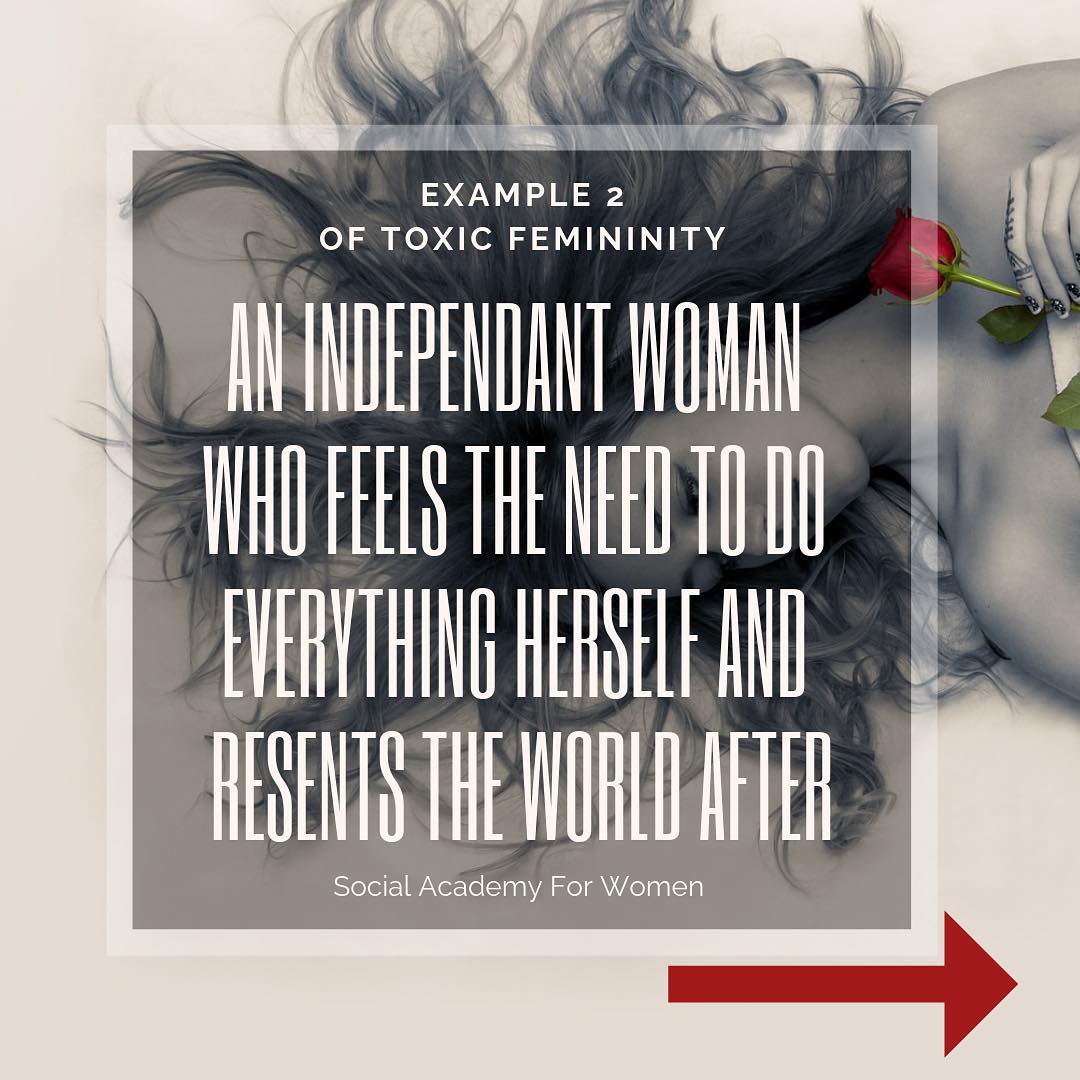 EXAMPLE 2
OF TOXIC FEMININITY
AN INDEPENDANT WOMAN
WHO FEELS THE NEED TO DO
EVERYTHING HERSELF AND
RESENTS THE WORLD AFTER
Social Academy For Women